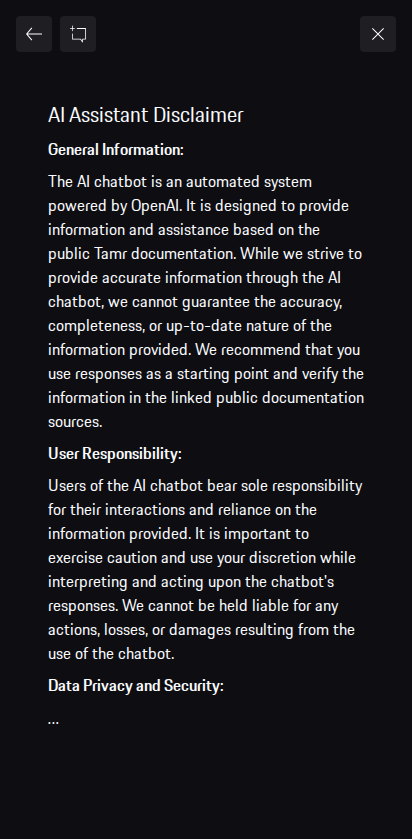 AI Assistant Disclaimer
General Information:
The AI chatbot is an automated system
powered by OpenAI. It is designed to provide
information and assistance based on the
public Tamr documentation. While we strive to
provide accurate information through the AI
chatbot, we cannot guarantee the accuracy,
completeness, or up-to-date nature of the
information provided. We recommend that you
use responses as a starting point and verify the
information in the linked public documentation
sources.
User Responsibility:
Users of the AI chatbot bear sole responsibility
for their interactions and reliance on the
information provided. It is important to
exercise caution and use your discretion while
interpreting and acting upon the chatbot's
responses. We cannot be held liable for any
actions, losses, or damages resulting from the
use of the chatbot.
Data Privacy and Security:
...